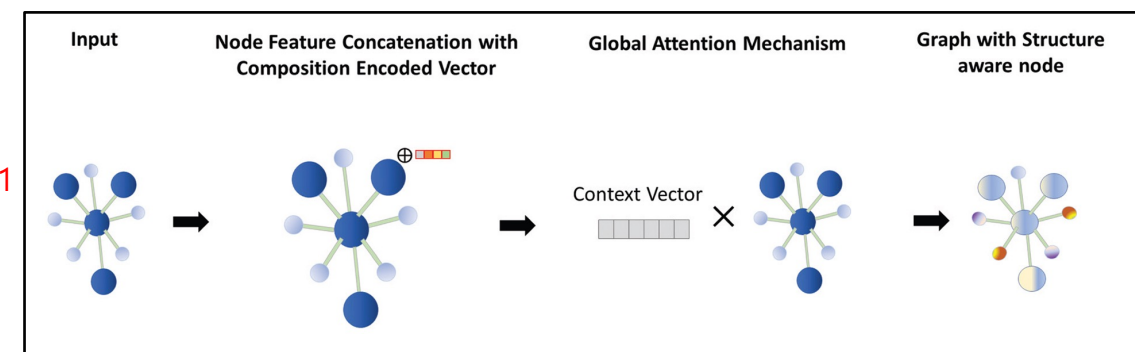 Input
Node Feature Concatenation with
Composition Encoded Vector
Global Attention Mechanism
Graph with Structure
aware node
1
Context Vector